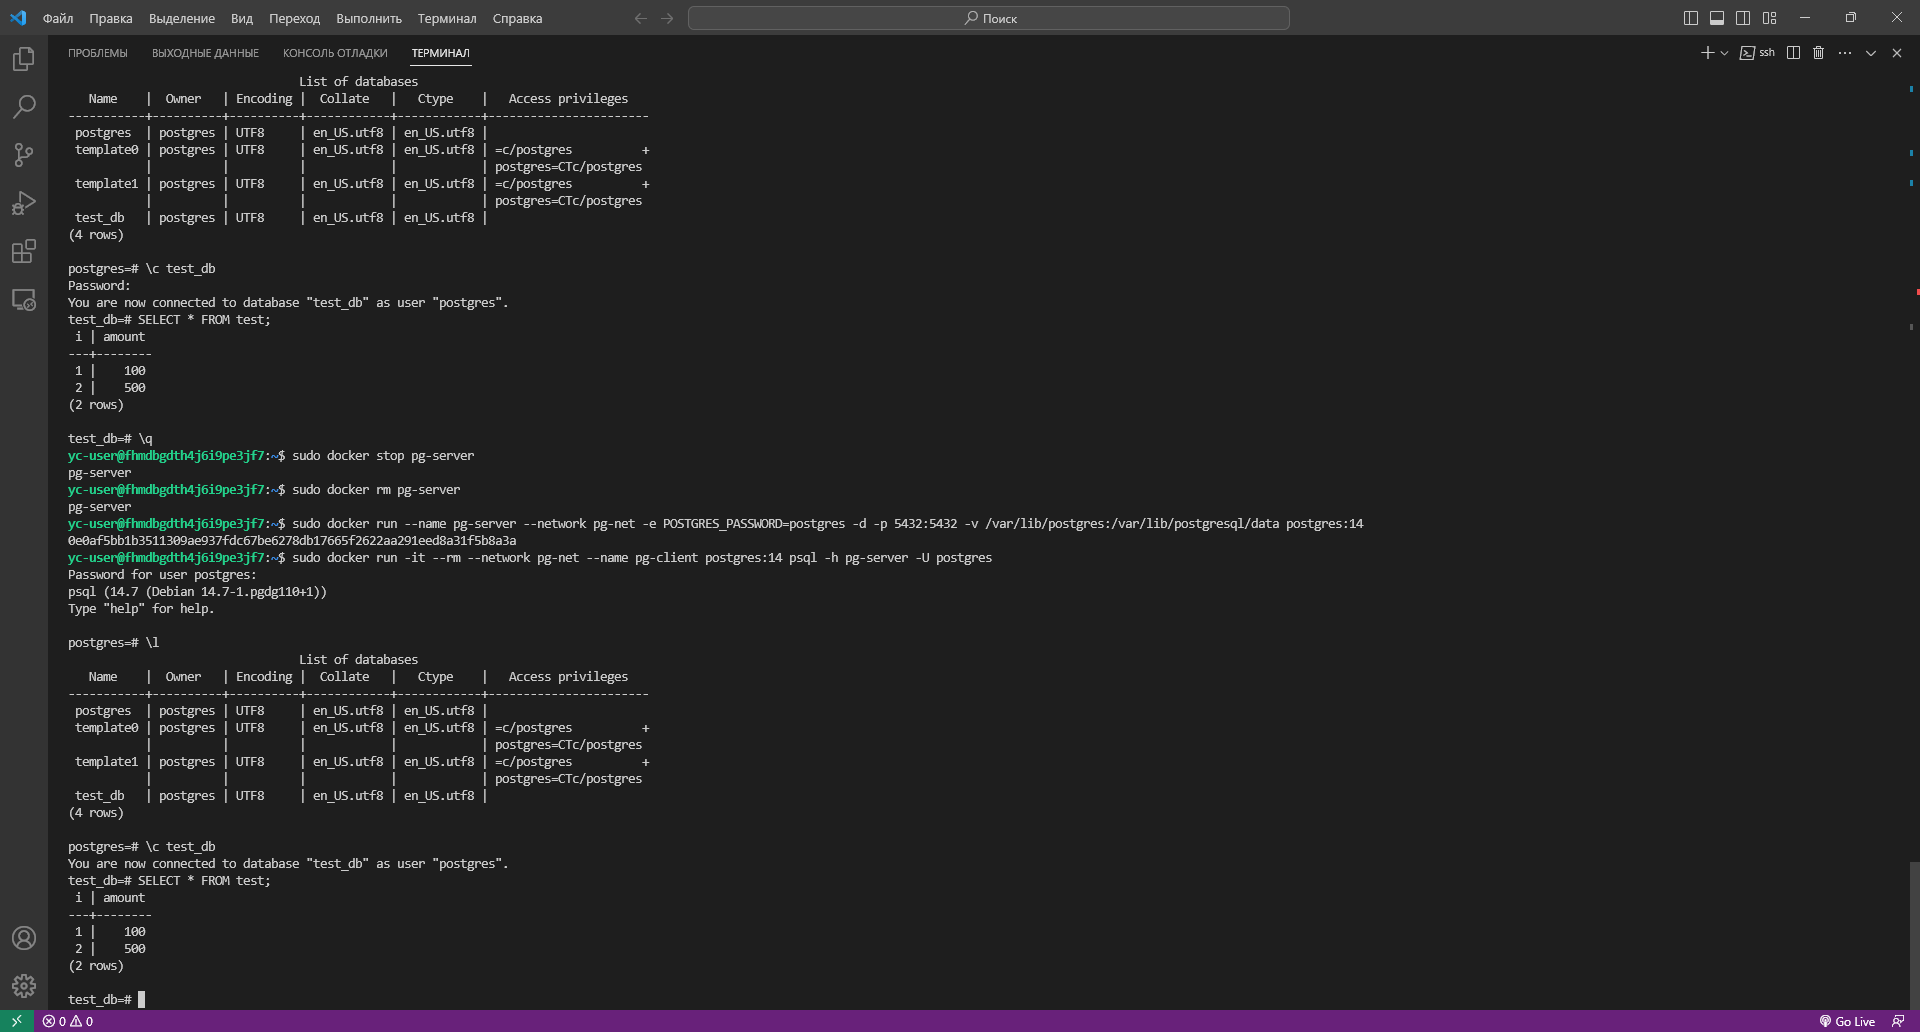 Файл Правка Выделение Вид Переход Выполнить Терминал Справка Поиск
ПРОБЛЕМЫ ВЫХОДНЫЕ ДАННЫЕ КОНСОЛЬ ОТЛАДКИ ТЕРМИНАЛ ssh
List of databases
Name | Owner | Encoding | Collate | Ctype | Access privileges
-----------+----------+----------+------------+------------+-----------------------
postgres | postgres | UTF8 | en_US.utf8 | en_US.utf8 |
template0 | postgres | UTF8 | en_US.utf8 | en_US.utf8 | =c/postgres +
| | | | | postgres=CTc/postgres
template1 | postgres | UTF8 | en_US.utf8 | en_US.utf8 | =c/postgres +
| | | | | postgres=CTc/postgres
test_db | postgres | UTF8 | en_US.utf8 | en_US.utf8 |
(4 rows)
postgres=# \c test_db
Password:
You are now connected to database "test_db" as user "postgres".
test_db=# SELECT * FROM test;
i | amount
---+--------
1 | 100
2 | 500
(2 rows)
test_db=# \q
yc-user@fhmdbgdth4j6i9pe3jf7:~$ sudo docker stop pg-server
pg-server
yc-user@fhmdbgdth4j6i9pe3jf7:~$ sudo docker rm pg-server
pg-server
yc-user@fhmdbgdth4j6i9pe3jf7:~$ sudo docker run --name pg-server --network pg-net -e POSTGRES_PASSWORD=postgres -d -p 5432:5432 -v /var/lib/postgres:/var/lib/postgresql/data postgres:14
0e0af5bb1b3511309ae937fdc67be6278db17665f2622aa291eed8a31f5b8a3a
yc-user@fhmdbgdth4j6i9pe3jf7:~$ sudo docker run -it --rm --network pg-net --name pg-client postgres:14 psql -h pg-server -U postgres
Password for user postgres:
psql (14.7 (Debian 14.7-1.pgdg110+1))
Type "help" for help.
postgres=# \l
List of databases
Name | Owner | Encoding | Collate | Ctype | Access privileges
-----------+----------+----------+------------+------------+-----------------------
postgres | postgres | UTF8 | en_US.utf8 | en_US.utf8 |
template0 | postgres | UTF8 | en_US.utf8 | en_US.utf8 | =c/postgres +
| | | | | postgres=CTc/postgres
template1 | postgres | UTF8 | en_US.utf8 | en_US.utf8 | =c/postgres +
| | | | | postgres=CTc/postgres
test_db | postgres | UTF8 | en_US.utf8 | en_US.utf8 |
(4 rows)
postgres=# \c test_db
You are now connected to database "test_db" as user "postgres".
test_db=# SELECT * FROM test;
i | amount
---+--------
1 | 100
2 | 500
(2 rows)
test_db=#
0 0 Go Live